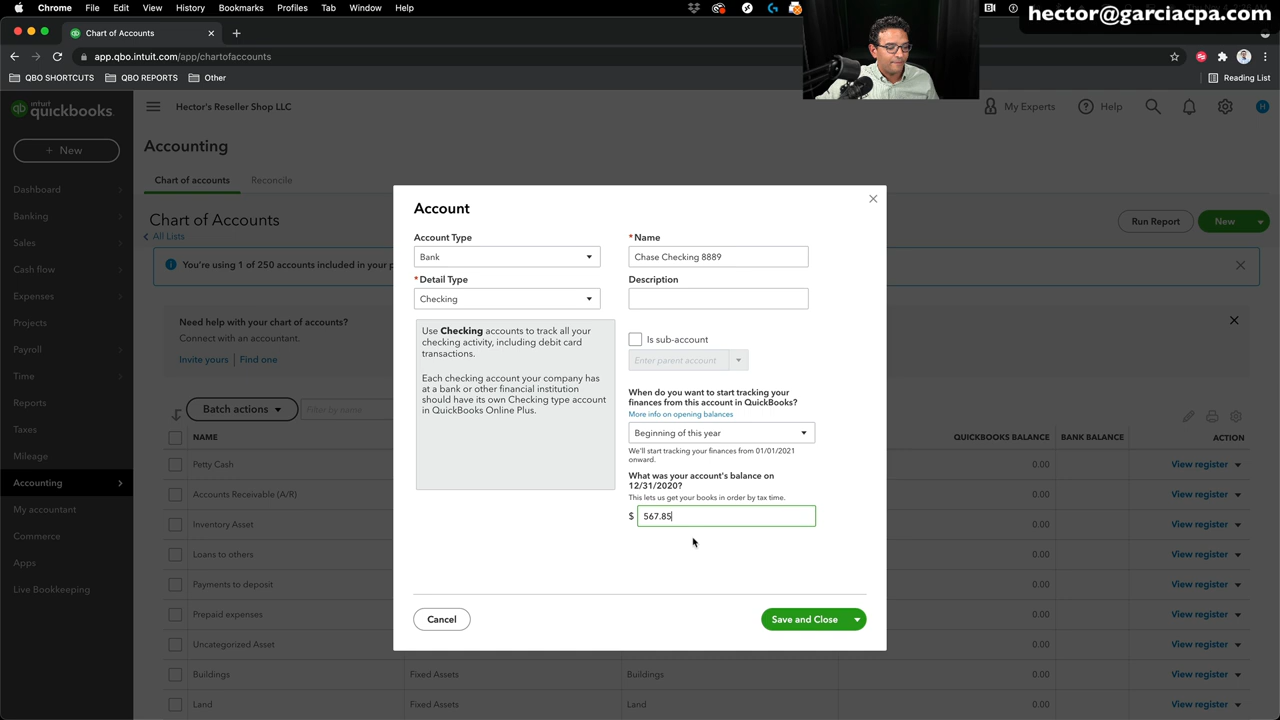 Chrome File Edit View History Bookmarks Profiles Tab Window Help
hector@garciacpa.com
Chart of Accounts
app.qbo.intuit.com/app/chartofaccounts
QBO SHORTCUTS QBO REPORTS Other
Reading List
intuit quickbooks.
Hector's Reseller Shop LLC
My Experts
Help
H
+ New
Dashboard
Banking
Sales
Cash flow
Expenses
Projects
Payroll
Time
Reports
Taxes
Mileage
Accounting
My accountant
Commerce
Apps
Live Bookkeeping
Accounting
Chart of accounts Reconcile
Chart of Accounts
All Lists
Run Report New
You're using 1 of 250 accounts included in your p
Need help with your chart of accounts?
Connect with an accountant.
Invite yours Find one
Batch actions Filter by name
NAME QUICKBOOKS BALANCE BANK BALANCE ACTION
Petty Cash 0.00 View register
Accounts Receivable (A/R) 0.00 View register
Inventory Asset 0.00 View register
Loans to others 0.00 View register
Payments to deposit 0.00 View register
Prepaid expenses 0.00 View register
Uncategorized Asset 0.00 View register
Buildings Fixed Assets Buildings 0.00 View register
Land Fixed Assets Land 0.00 View register
Account
Account Type
Bank
* Detail Type
Checking
Use Checking accounts to track all your
checking activity, including debit card
transactions.
Each checking account your company has
at a bank or other financial institution
should have its own Checking type account
in QuickBooks Online Plus.
* Name
Chase Checking 8889
Description
Is sub-account
Enter parent account
When do you want to start tracking your
finances from this account in QuickBooks?
More info on opening balances
Beginning of this year
We'll start tracking your finances from 01/01/2021
onward.
What was your account's balance on
12/31/2020?
This lets us get your books in order by tax time.
$ 567.85
Cancel
Save and Close